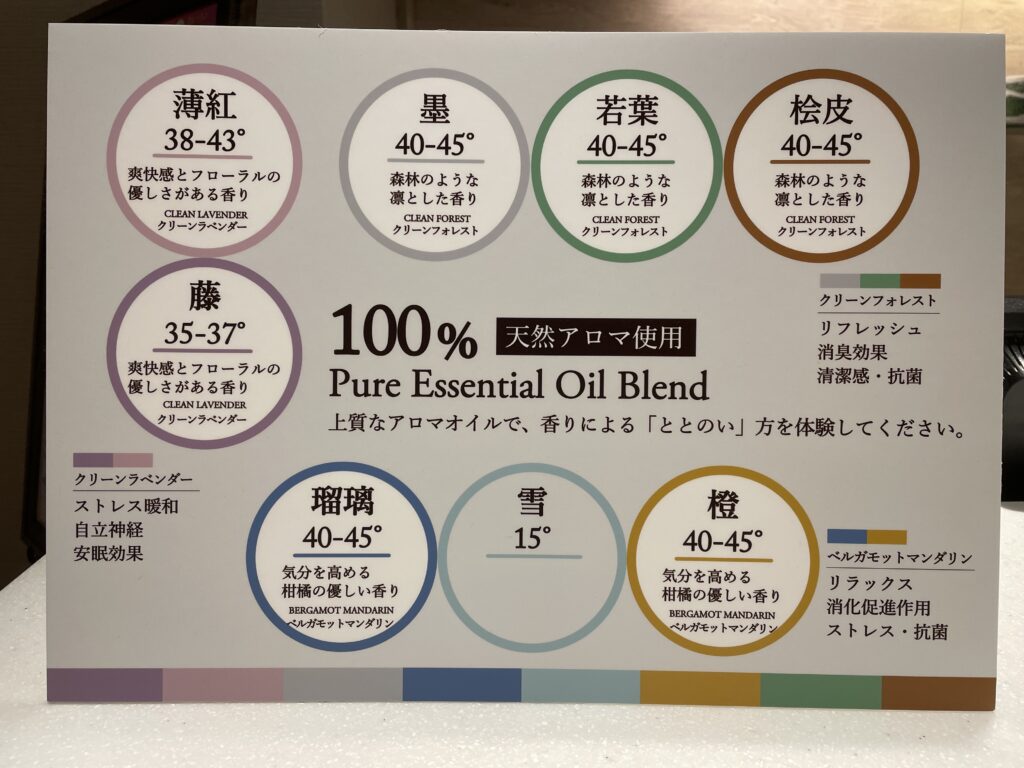 薄紅
38-43°
爽快感とフローラルの
優しさがある香り
CLEAN LAVENDER
クリーンラベンダー
墨
40-45°
森林のような
凛とした香り
CLEAN FOREST
クリーンフォレスト
若葉
40-45°
森林のような
凛とした香り
CLEAN FOREST
クリーンフォレスト
桧皮
40-45°
森林のような
凛とした香り
CLEAN FOREST
クリーンフォレスト
藤
35-37°
爽快感とフローラルの
優しさがある香り
CLEAN LAVENDER
クリーンラベンダー
100% 天然アロマ使用
Pure Essential Oil Blend
上質なアロマオイルで、香りによる「ととのい」方を体験してください。
クリーンフォレスト
リフレッシュ
消臭効果
清潔感・抗菌
クリーンラベンダー
ストレス暖和
自立神経
安眠効果
瑠璃
40-45°
気分を高める
柑橘の優しい香り
BERGAMOT MANDARIN
ベルガモットマンダリン
雪
15°
橙
40-45°
気分を高める
柑橘の優しい香り
BERGAMOT MANDARIN
ベルガモットマンダリン
ベルガモットマンダリン
リラックス
消化促進作用
ストレス・抗菌